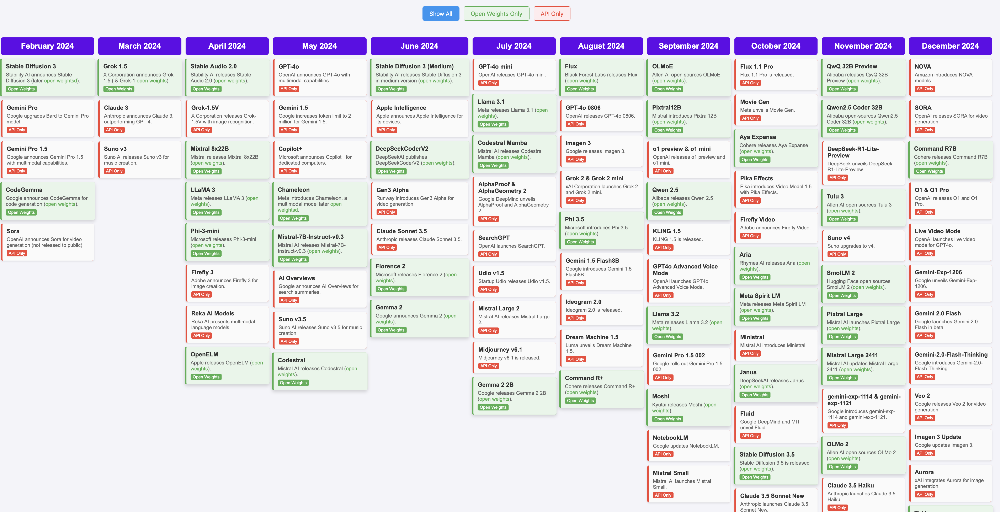 Show All
Open Weights Only
API Only
February 2024
Stable Diffusion 3
Stability AI announces Stable
Diffusion 3 (later open weightsd).
Open Weights
Gemini Pro
Google upgrades Bard to Gemini Pro
model.
API Only
Gemini Pro 1.5
Google announces Gemini Pro 1.5
with multimodal capabilities.
API Only
CodeGemma
Google announces CodeGemma for
code generation (open weights).
Open Weights
Sora
OpenAI announces Sora for video
generation (not released to public).
API Only
March 2024
Grok 1.5
X Corporation announces Grok
1.5 ( & Grok-1 open weights).
Open Weights
Claude 3
Anthropic announces Claude 3,
outperforming GPT-4.
API Only
Suno v3
Suno AI releases Suno v3 for
music creation.
API Only
April 2024
Stable Audio 2.0
Stability AI releases Stable
Audio 2.0 (open weights).
Open Weights
Grok-1.5V
X Corporation releases Grok-
1.5V with image recognition.
API Only
Mixtral 8x22B
Mistral releases Mixtral 8x22B
(open weights).
Open Weights
LLaMA 3
Meta releases LLaMA 3 (open
weights).
Open Weights
Phi-3-mini
Microsoft releases Phi-3-mini
(open weights).
Open Weights
Firefly 3
Adobe announces Firefly 3 for
image creation.
API Only
Reka AI Models
Reka AI presents multimodal
language models.
API Only
OpenELM
Apple releases OpenELM (open
weights).
Open Weights
May 2024
GPT-4o
OpenAI announces GPT-4o with
multimodal capabilities.
API Only
Gemini 1.5
Google increases token limit to 2
million for Gemini 1.5.
API Only
Copilot+
Microsoft announces Copilot+ for
dedicated computers.
API Only
Chameleon
Meta introduces Chameleon, a
multimodal model later open
weightsd.
Open Weights
Mistral-7B-Instruct-v0.3
Mistral AI releases Mistral-7B-
Instruct-v0.3 (open weights).
Open Weights
AI Overviews
Google announces AI Overviews for
search summaries.
API Only
Suno v3.5
Suno AI releases Suno v3.5 for music
creation.
API Only
Codestral
Mistral AI releases Codestral (open
weights).
Open Weights
June 2024
Stable Diffusion 3 (Medium)
Stability AI releases Stable Diffusion 3
in medium version (open weights).
Open Weights
Apple Intelligence
Apple announces Apple Intelligence for
its devices.
API Only
DeepSeekCoderV2
DeepSeekAI publishes
DeepSeekCoderV2 (open weights).
Open Weights
Gen3 Alpha
Runway introduces Gen3 Alpha for
video generation.
API Only
Claude Sonnet 3.5
Anthropic releases Claude Sonnet 3.5.
API Only
Florence 2
Microsoft releases Florence 2 (open
weights).
Open Weights
Gemma 2
Google announces Gemma 2 (open
weights).
Open Weights
July 2024
GPT-4o mini
OpenAI releases GPT-4o mini.
API Only
Llama 3.1
Meta releases Llama 3.1 (open
weights).
Open Weights
Codestral Mamba
Mistral AI releases Codestral
Mamba (open weights).
Open Weights
AlphaProof &
AlphaGeometry 2
Google DeepMind unveils
AlphaProof and AlphaGeometry
2.
API Only
SearchGPT
OpenAI launches SearchGPT.
API Only
Udio v1.5
Startup Udio releases Udio v1.5.
API Only
Mistral Large 2
Mistral AI releases Mistral Large
2.
API Only
Midjourney v6.1
Midjourney v6.1 is released.
API Only
Gemma 2 2B
Google releases Gemma 2 2B
(open weights).
Open Weights
August 2024
Flux
Black Forest Labs releases Flux
(open weights).
Open Weights
GPT-4o 0806
OpenAI releases GPT-4o 0806.
API Only
Imagen 3
Google releases Imagen 3.
API Only
Grok 2 & Grok 2 mini
xAI Corporation launches Grok 2
and Grok 2 mini.
API Only
Phi 3.5
Microsoft introduces Phi 3.5
(open weights).
Open Weights
Gemini 1.5 Flash8B
Google introduces Gemini 1.5
Flash8B.
API Only
Ideogram 2.0
Ideogram 2.0 is released.
API Only
Dream Machine 1.5
Luma unveils Dream Machine
1.5.
API Only
Command R+
Cohere releases Command R+
(open weights).
Open Weights
September 2024
OLMoE
Allen AI open sources OLMoE
(open weights).
Open Weights
Pixtral12B
Mistral introduces Pixtral12B
(open weights).
Open Weights
o1 preview & o1 mini
OpenAI releases o1 preview and
o1 mini.
API Only
Qwen 2.5
Alibaba releases Qwen 2.5
(open weights).
Open Weights
KLING 1.5
KLING 1.5 is released.
API Only
GPT4o Advanced Voice
Mode
OpenAI launches GPT4o
Advanced Voice Mode.
API Only
Llama 3.2
Meta releases Llama 3.2 (open
weights).
Open Weights
Gemini Pro 1.5 002
Google rolls out Gemini Pro 1.5
002.
API Only
Moshi
Kyutai releases Moshi (open
weights).
Open Weights
NotebookLM
Google updates NotebookLM.
API Only
Mistral Small
Mistral AI launches Mistral
Small.
API Only
October 2024
Flux 1.1 Pro
Flux 1.1 Pro is released.
API Only
Movie Gen
Meta unveils Movie Gen.
API Only
Aya Expanse
Cohere releases Aya Expanse
(open weights).
Open Weights
Pika Effects
Pika introduces Video Model 1.5
with Pika Effects.
API Only
Firefly Video
Adobe announces Firefly Video.
API Only
Aria
Rhymes AI releases Aria (open
weights).
Open Weights
Meta Spirit LM
Meta releases Meta Spirit LM
(open weights).
Open Weights
Ministral
Mistral AI introduces Ministral.
API Only
Janus
DeepSeekAI releases Janus
(open weights).
Open Weights
Fluid
Google DeepMind and MIT
unveil Fluid.
API Only
Stable Diffusion 3.5
Stable Diffusion 3.5 is released
(open weights).
Open Weights
Claude 3.5 Sonnet New
Anthropic launches Claude 3.5
Sonnet New.
November 2024
QwQ 32B Preview
Alibaba releases QwQ 32B
Preview (open weights).
Open Weights
Qwen2.5 Coder 32B
Alibaba open-sources Qwen2.5
Coder 32B (open weights).
Open Weights
DeepSeek-R1-Lite-
Preview
DeepSeek unveils DeepSeek-
R1-Lite-Preview.
API Only
Tulu 3
Allen AI open sources Tulu 3
(open weights).
Open Weights
Suno v4
Suno upgrades to v4.
API Only
SmolLM 2
Hugging Face open sources
SmolLM 2 (open weights).
Open Weights
Pixtral Large
Mistral AI launches Pixtral Large
(open weights).
Open Weights
Mistral Large 2411
Mistral AI updates Mistral Large
2411 (open weights).
Open Weights
gemini-exp-1114 & gemini-
exp-1121
Google introduces gemini-exp-
1114 and gemini-exp-1121.
API Only
OLMo 2
Allen AI open sources OLMo 2
(open weights).
Open Weights
Claude 3.5 Haiku
Anthropic launches Claude 3.5
Haiku.
API Only
December 2024
NOVA
Amazon introduces NOVA
models.
API Only
SORA
OpenAI releases SORA for video
generation.
API Only
Command R7B
Cohere releases Command R7B
(open weights).
Open Weights
O1 & O1 Pro
OpenAI releases O1 and O1
Pro.
API Only
Live Video Mode
OpenAI launches live video
mode for GPT4o.
API Only
Gemini-Exp-1206
Google unveils Gemini-Exp-
1206.
API Only
Gemini 2.0 Flash
Google launches Gemini 2.0
Flash in beta.
API Only
Gemini-2.0-Flash-Thinking
Google introduces Gemini-2.0-
Flash-Thinking.
API Only
Veo 2
Google releases Veo 2 for video
generation.
API Only
Imagen 3 Update
Google updates Imagen 3.
API Only
Aurora
xAI integrates Aurora for image
generation.
API Only